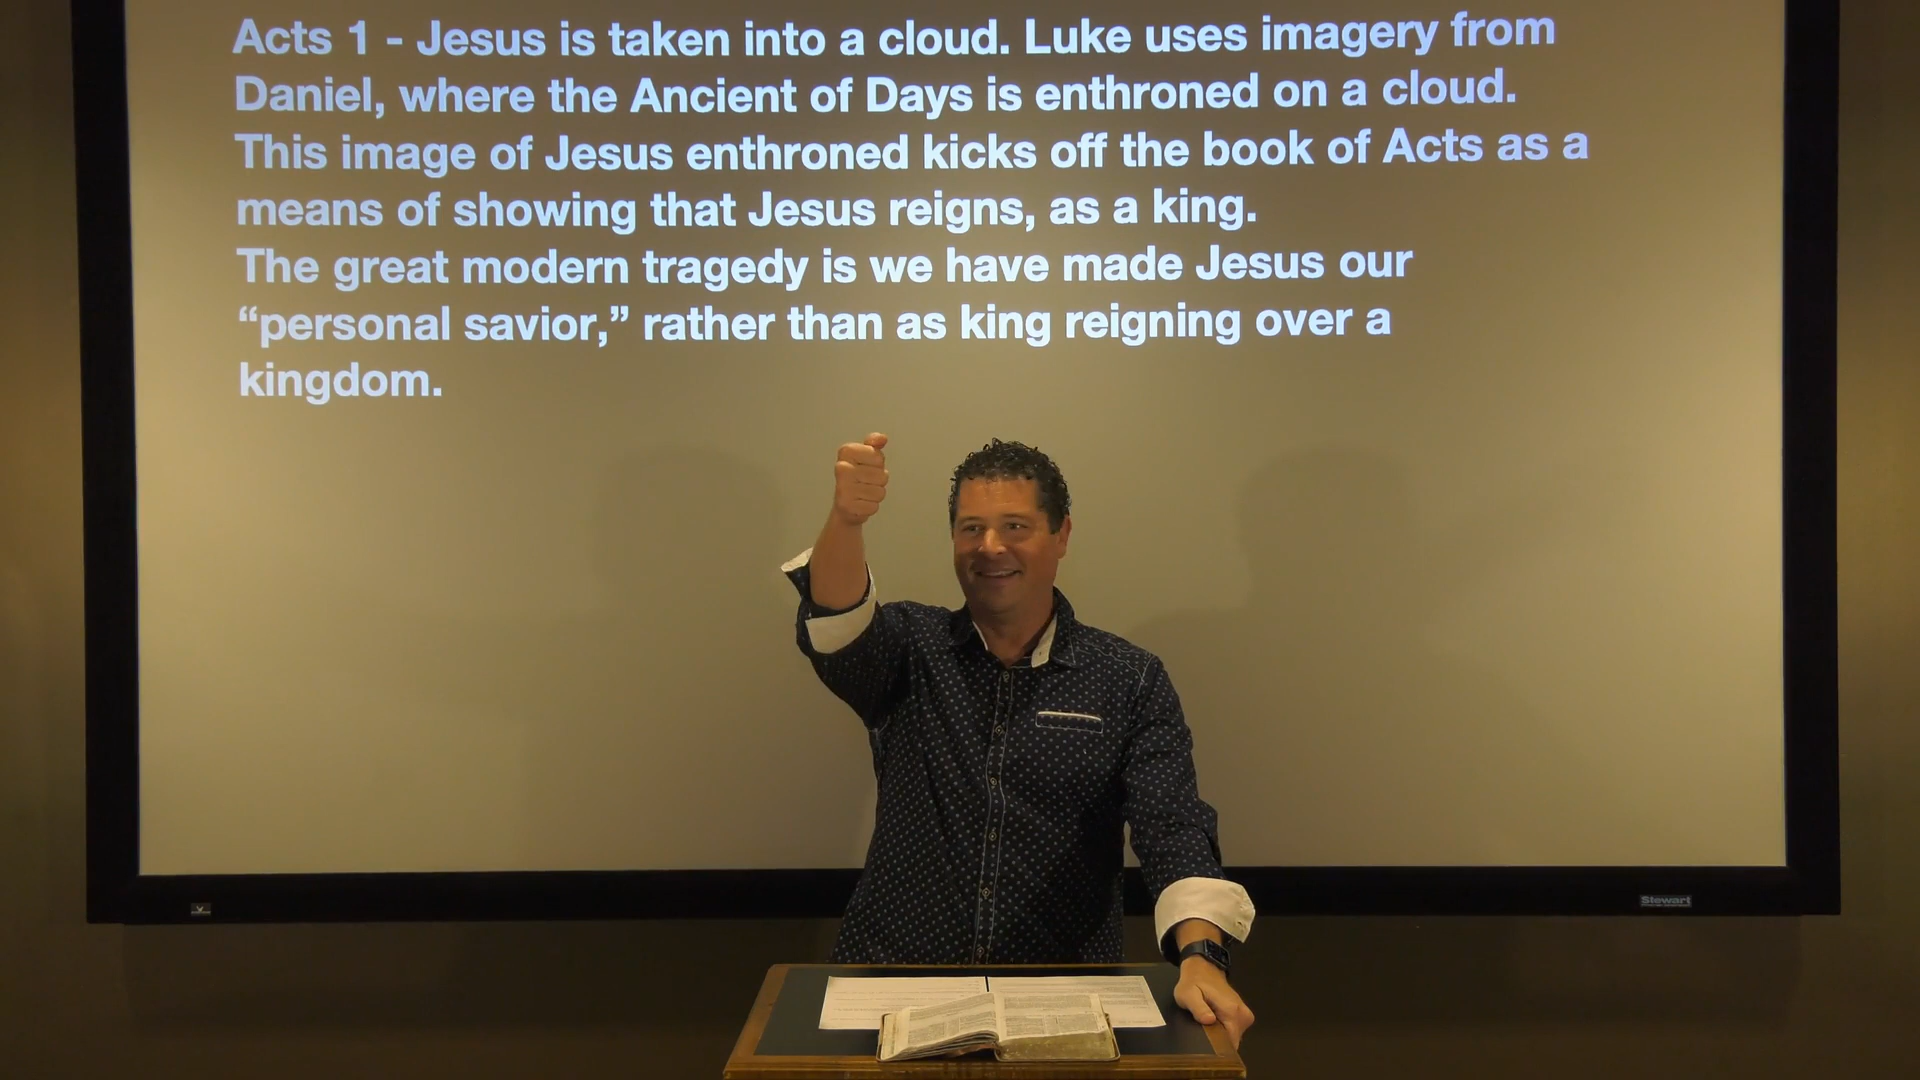 Acts 1 - Jesus is taken into a cloud. Luke uses imagery from
Daniel, where the Ancient of Days is enthroned on a cloud.
This image of Jesus enthroned kicks off the book of Acts as a
means of showing that Jesus reigns, as a king.
The great modern tragedy is we have made Jesus our
“personal savior,” rather than as king reigning over a
kingdom.
Stewart